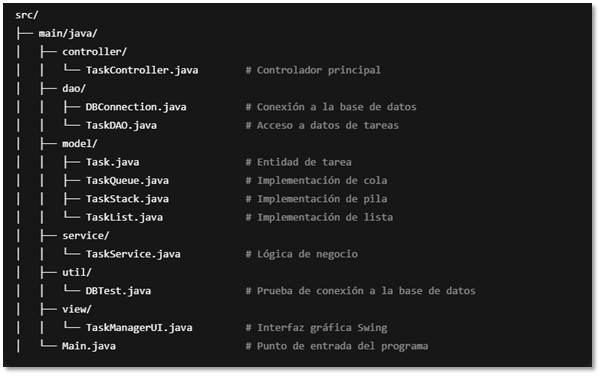 src/
├── main/java/
│   ├── controller/
│   │   └── TaskController.java        # Controlador principal
│   ├── dao/
│   │   ├── DBConnection.java          # Conexión a la base de datos
│   │   └── TaskDAO.java               # Acceso a datos de tareas
│   ├── model/
│   │   ├── Task.java                  # Entidad de tarea
│   │   ├── TaskQueue.java             # Implementación de cola
│   │   ├── TaskStack.java             # Implementación de pila
│   │   └── TaskList.java              # Implementación de lista
│   ├── service/
│   │   └── TaskService.java           # Lógica de negocio
│   ├── util/
│   │   └── DBTest.java                # Prueba de conexión a la base de datos
│   ├── view/
│   │   └── TaskManagerUI.java         # Interfaz gráfica Swing
│   └── Main.java                      # Punto de entrada del programa